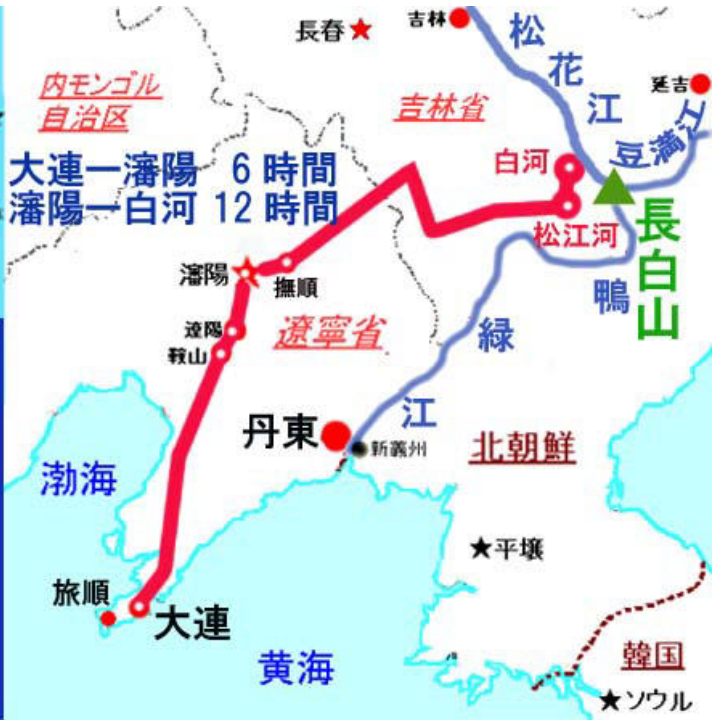 長春
吉林
松花江
延吉
内モンゴル
自治区
吉林省
豆満江
大連ー瀋陽 6時間
瀋陽ー白河 12時間
白河
松江河
長白山
瀋陽
撫順
鴨緑江
遼陽
鞍山
遼寧省
丹東
新義州
北朝鮮
渤海
平壌
旅順
大連
黄海
韓国
ソウル